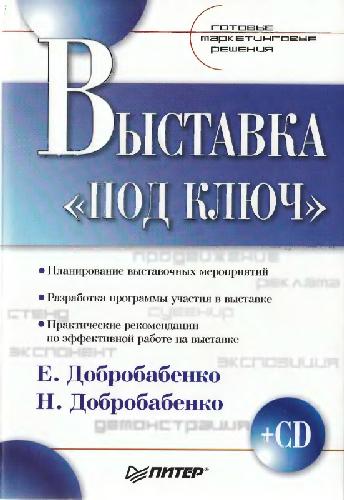 ГОТОВЫЕ
МАРКЕТИНГОВЫЕ
РЕШЕНИЯ
ВЫСТАВКА
«ПОД КЛЮЧ»
продвижение
• Планирование выставочных мероприятий
реклама
• Разработка программы участия в выставке
стенд
сувенир
• Практические рекомендации
по эффективной работе на выставке
экспонент
экспозиция
Е. Добробабенко
Н. Добробабенко
демонстрация
+CD
ПИТЕР®